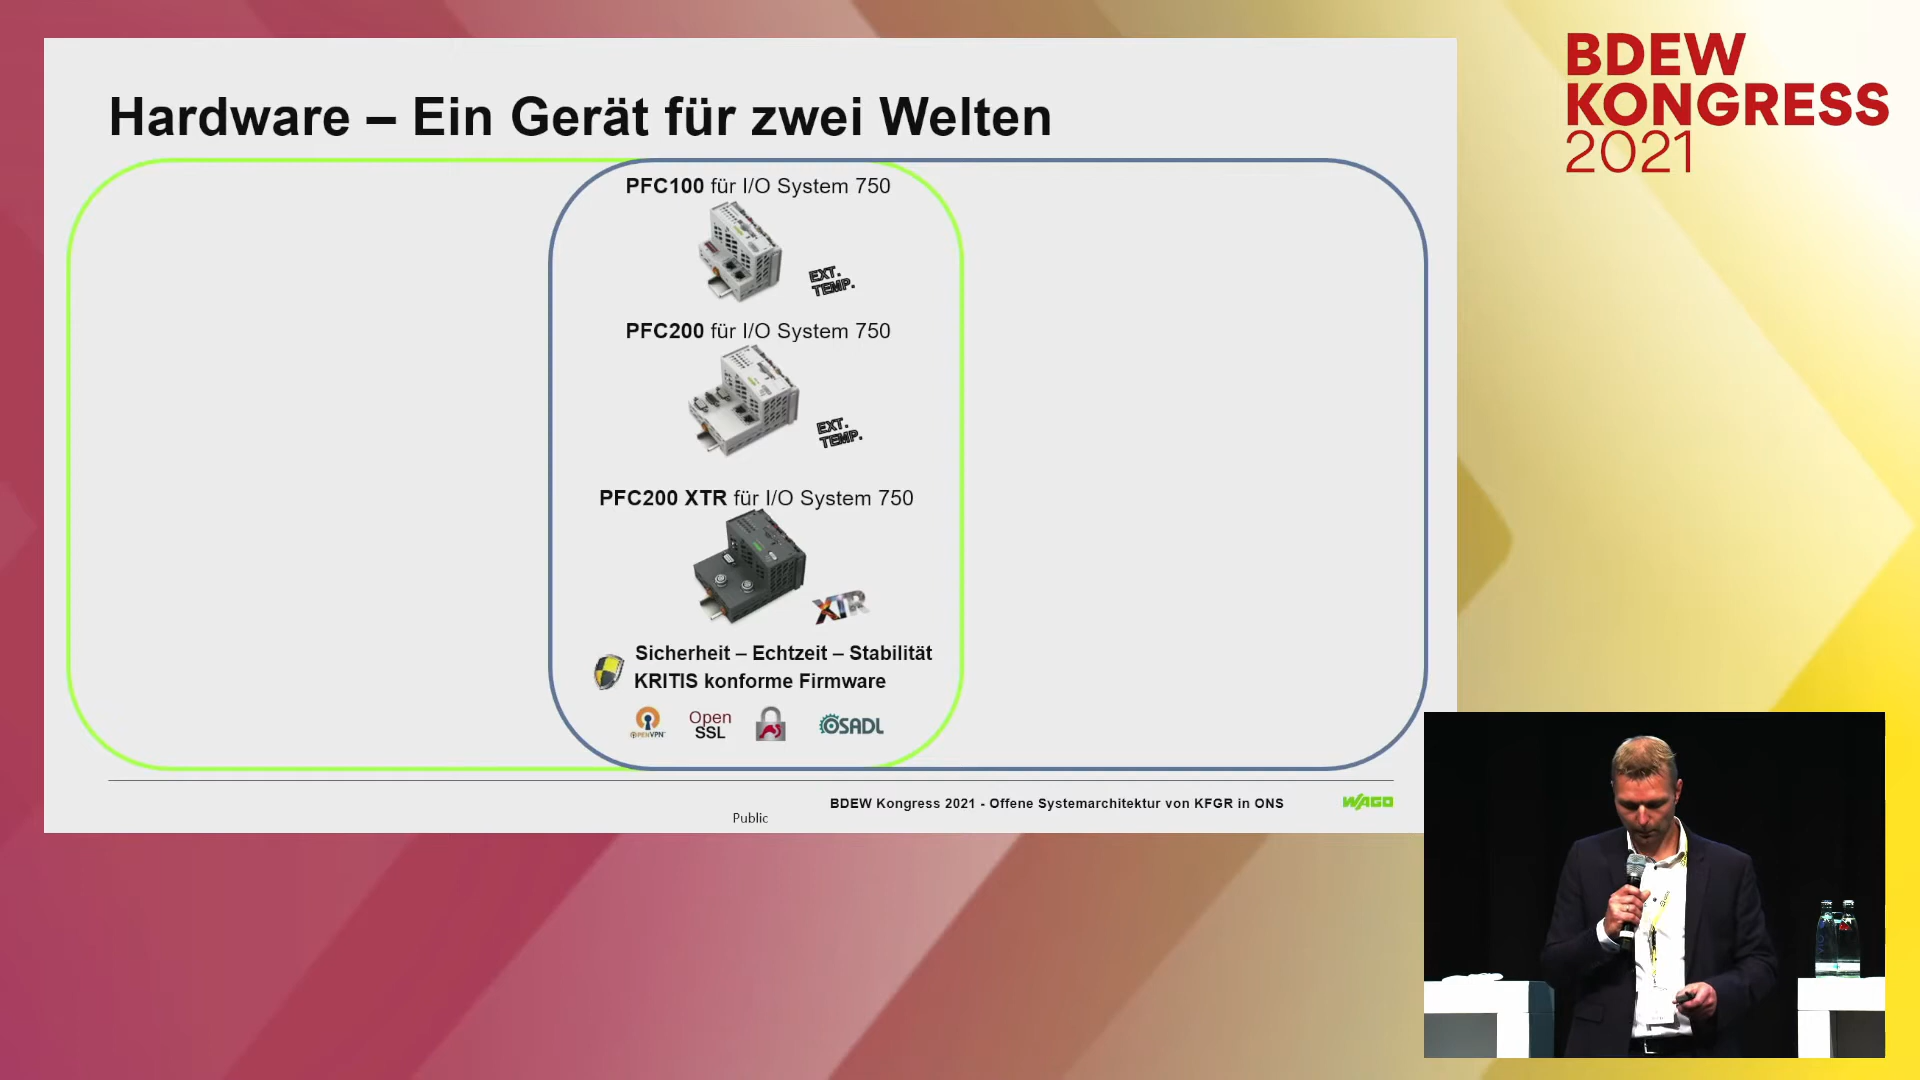 BDEW
KONGRESS
2021
Hardware – Ein Gerät für zwei Welten
PFC100 für I/O System 750
EXT.
TEMP.
PFC200 für I/O System 750
EXT.
TEMP.
PFC200 XTR für I/O System 750
XTR
Sicherheit – Echtzeit – Stabilität
KRITIS konforme Firmware
OPENVPN
Open
SSL
OSADL
BDEW Kongress 2021 - Offene Systemarchitektur von KFGR in ONS
WAGO
Public